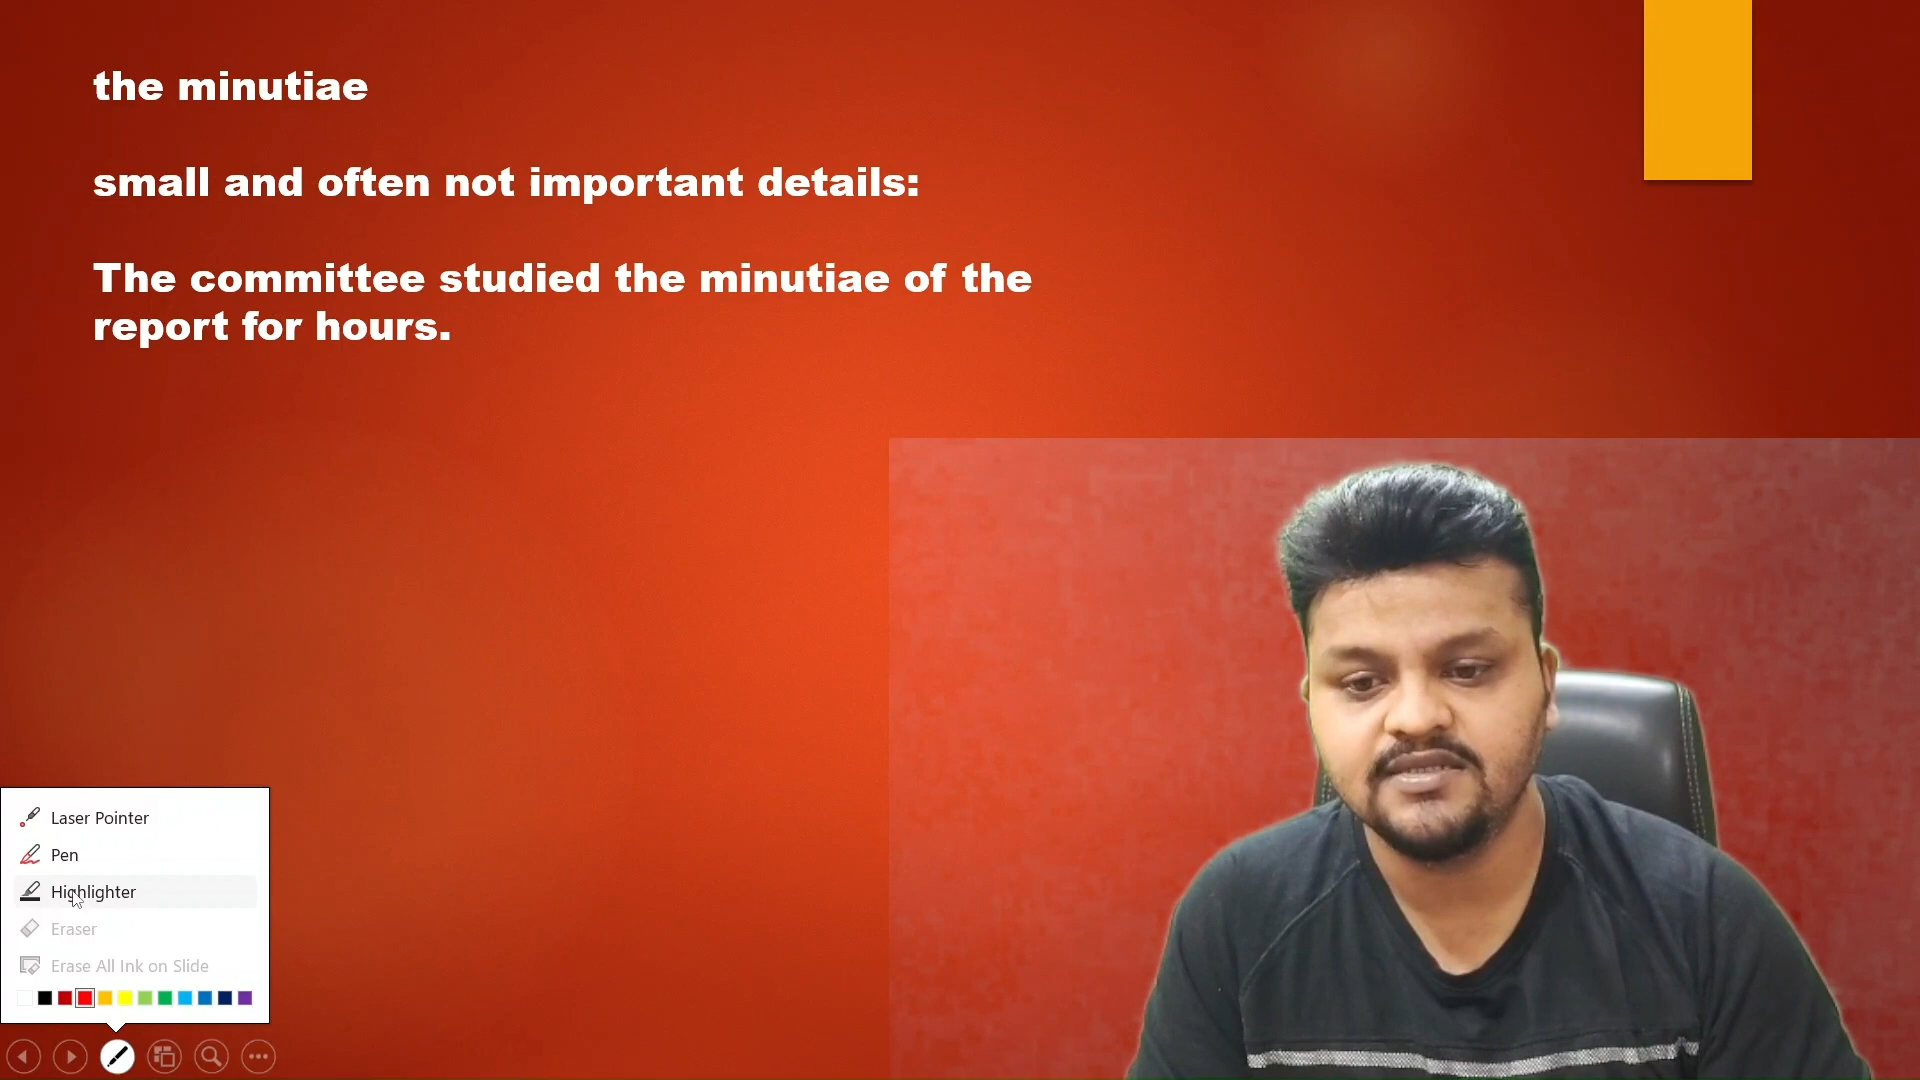 the minutiae
small and often not important details:
The committee studied the minutiae of the
report for hours.
Laser Pointer
Pen
Highlighter
Eraser
Erase All Ink on Slide